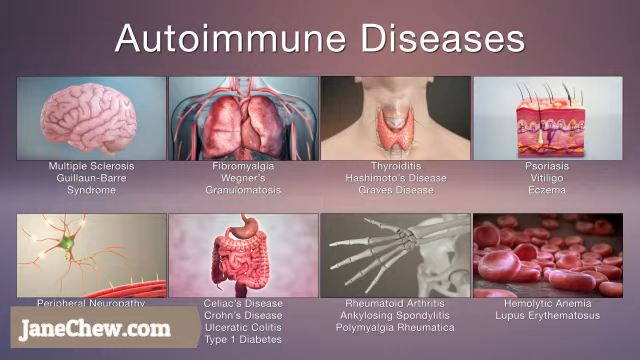 Autoimmune Diseases
Multiple Sclerosis
Guillaun-Barre
Syndrome
Fibromyalgia
Wegner's
Granulomatosis
Thyroiditis
Hashimoto's Disease
Graves Disease
Psoriasis
Vitiligo
Eczema
Peripheral Neuropathy
Celiac's Disease
Crohn's Disease
Ulceratic Colitis
Type 1 Diabetes
Rheumatoid Arthritis
Ankylosing Spondylitis
Polymyalgia Rheumatica
Hemolytic Anemia
Lupus Erythematosus
JaneChew.com